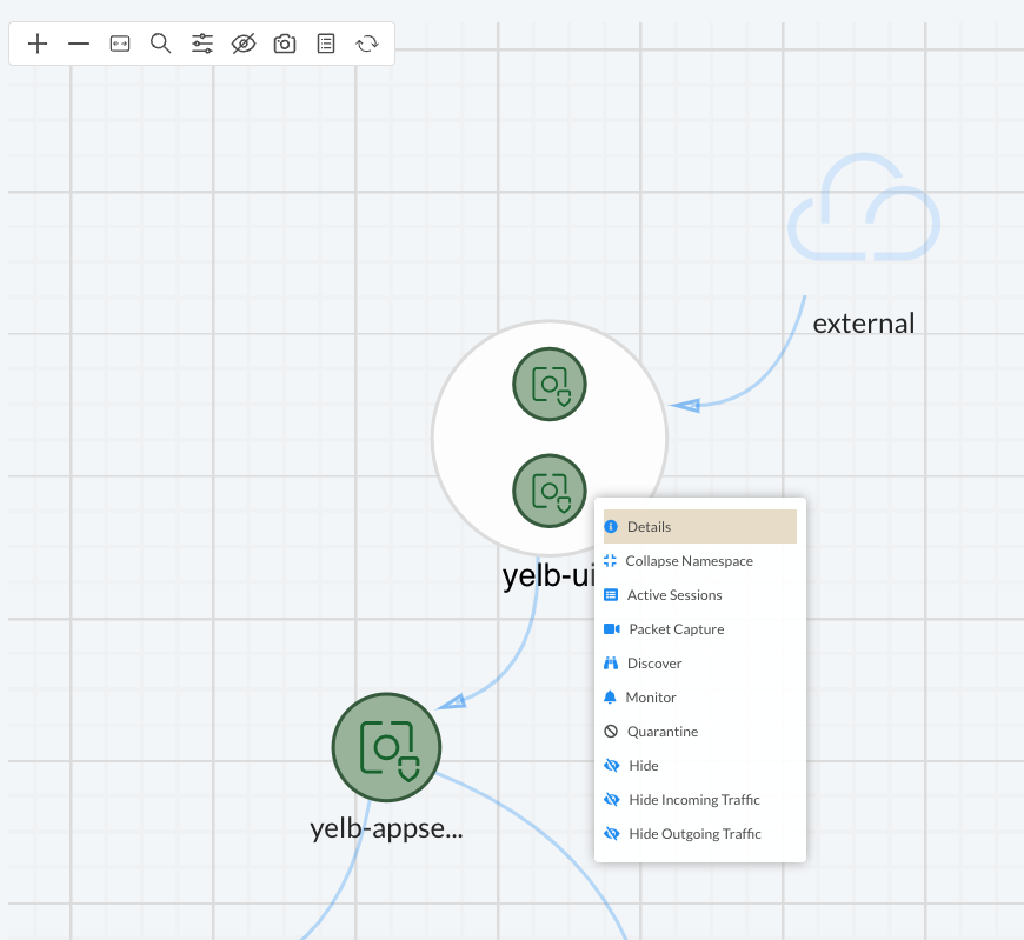 external
yelb-ui
Details
Collapse Namespace
Active Sessions
Packet Capture
Discover
Monitor
Quarantine
Hide
Hide Incoming Traffic
Hide Outgoing Traffic
yelb-appse...